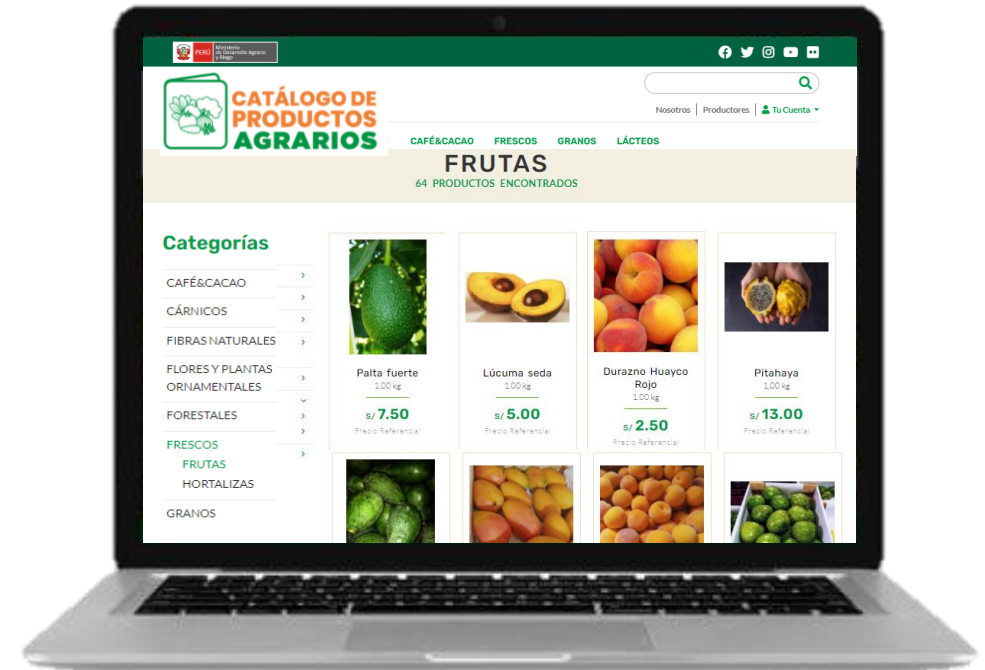 PERÚ
Ministerio
de Desarrollo Agrario
y Riego
CATÁLOGO DE
PRODUCTOS
AGRARIOS
Nosotros | Productores | Tu Cuenta
CAFÉ&CACAO FRESCOS GRANOS LÁCTEOS
FRUTAS
64 PRODUCTOS ENCONTRADOS
Categorías
CAFÉ&CACAO
CÁRNICOS
FIBRAS NATURALES
FLORES Y PLANTAS
ORNAMENTALES
FORESTALES
FRESCOS
FRUTAS
HORTALIZAS
GRANOS
Palta fuerte
1.00 kg
S/ 7.50
Precio Referencial
Lúcuma seda
1.00 kg
S/ 5.00
Precio Referencial
Durazno Huayco
Rojo
1.00 kg
S/ 2.50
Precio Referencial
Pitahaya
1.00 kg
S/ 13.00
Precio Referencial